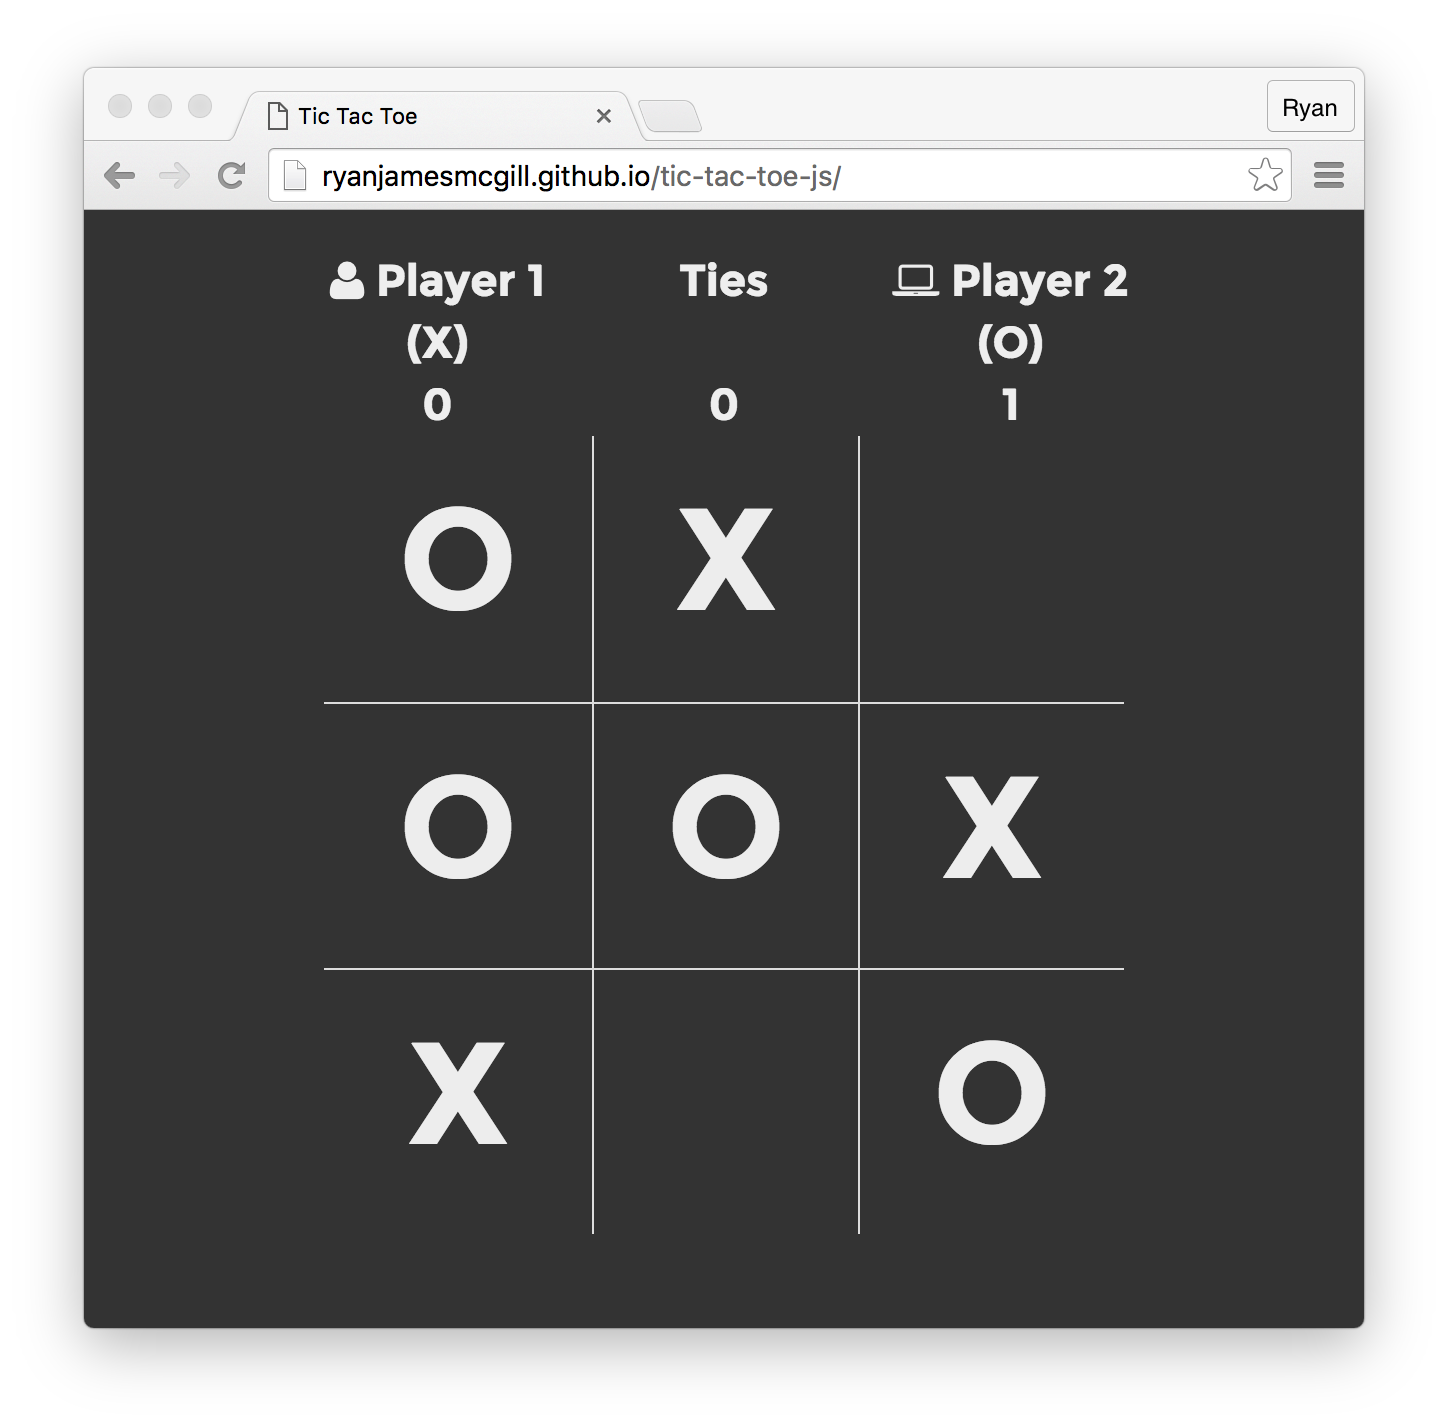 Tic Tac Toe
Ryan
ryanjamesmcgill.github.io/tic-tac-toe-js/
Player 1 Ties Player 2
(X) (O)
0 0 1
O X
O O X
X O